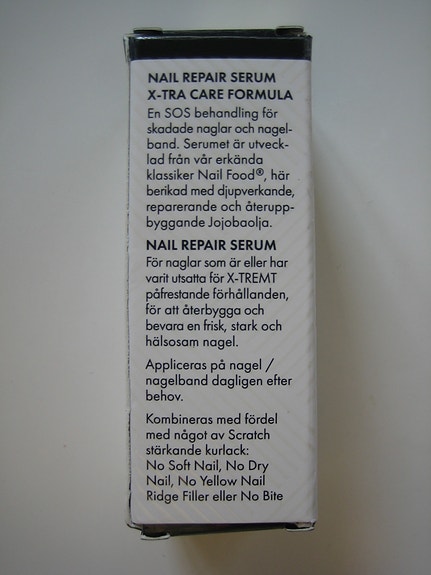 NAIL REPAIR SERUM
X-TRA CARE FORMULA
En SOS behandling för
skadade naglar och nagel-
band. Serumet är utveck-
lad från vår erkända
klassiker Nail Food®, här
berikad med djupverkande,
reparerande och återupp-
byggande Jojobaolja.
NAIL REPAIR SERUM
För naglar som är eller har
varit utsatta för X-TREMT
påfrestande förhållanden,
för att återbygga och
bevara en frisk, stark och
hälsosam nagel.
Appliceras på nagel /
nagelband dagligen efter
behov.
Kombineras med fördel
med något av Scratch
stärkande kurlack:
No Soft Nail, No Dry
Nail, No Yellow Nail
Ridge Filler eller No Bite